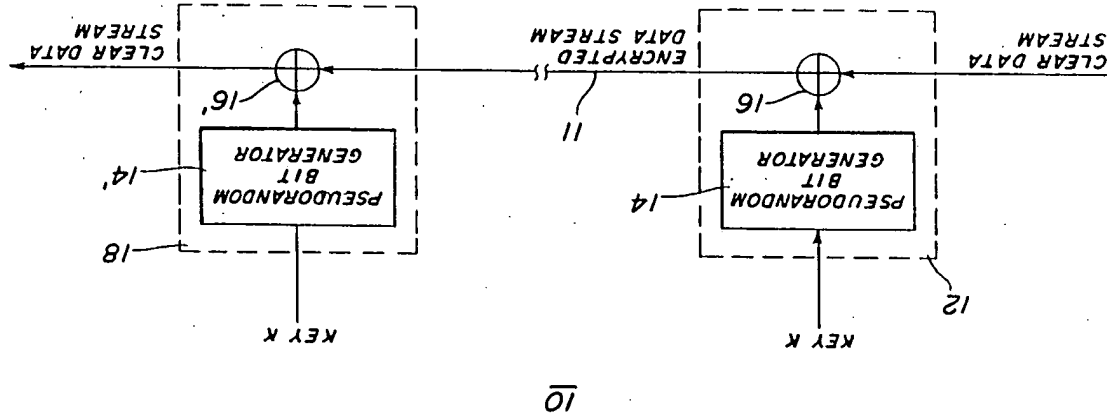 10
KEY K
KEY K
12
18
PSEUDORANDOM
BIT
GENERATOR
14
PSEUDORANDOM
BIT
GENERATOR
14'
16
11
16'
CLEAR DATA
STREAM
ENCRYPTED
DATA STREAM
CLEAR DATA
STREAM